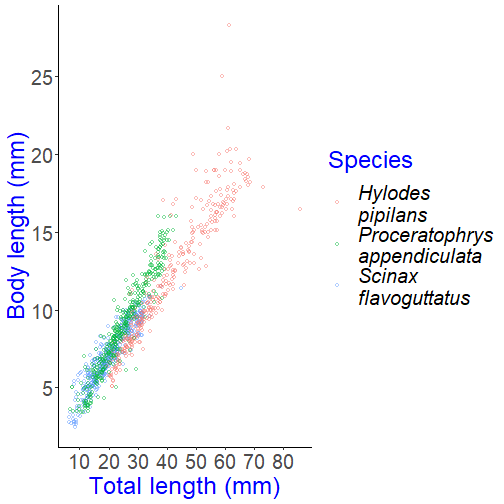 Body length (mm)
25
20
15
10
5
10 20 30 40 50 60 70 80
Total length (mm)
Species
Hylodes
pipilans
Proceratophrys
appendiculata
Scinax
flavoguttatus